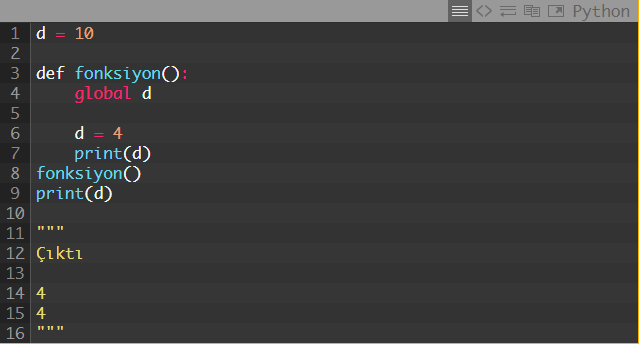 Python
1 d = 10
2
3 def fonksiyon():
4     global d
5
6     d = 4
7     print(d)
8 fonksiyon()
9 print(d)
10
11 """
12 Çıktı
13
14 4
15 4
16 """